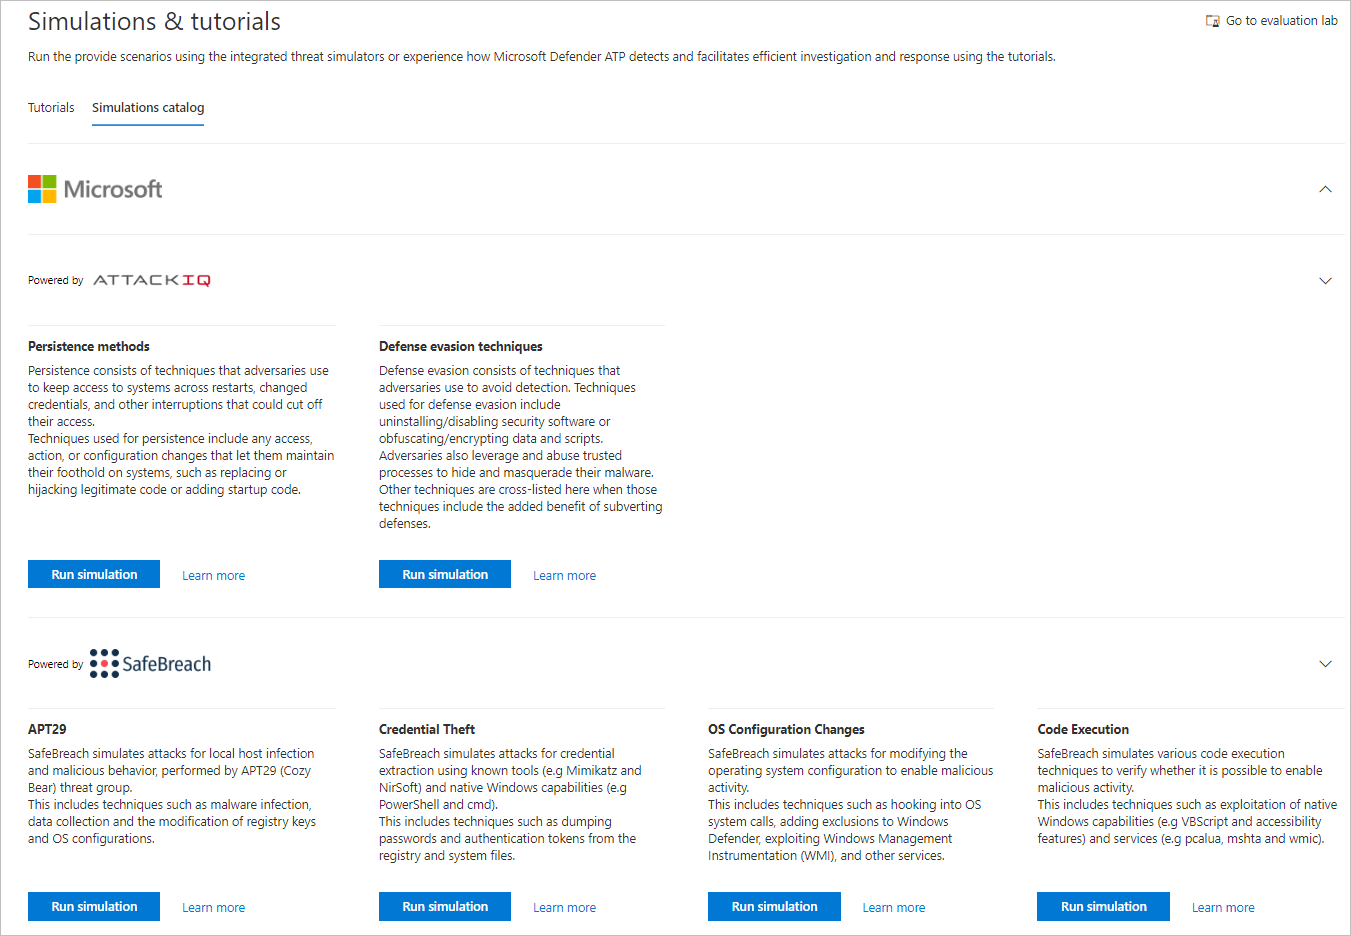 Simulations & tutorials
Go to evaluation lab
Run the provide scenarios using the integrated threat simulators or experience how Microsoft Defender ATP detects and facilitates efficient investigation and response using the tutorials.
Tutorials
Simulations catalog
Microsoft
Powered by ATTACKIQ
Persistence methods
Persistence consists of techniques that adversaries use
to keep access to systems across restarts, changed
credentials, and other interruptions that could cut off
their access.
Techniques used for persistence include any access,
action, or configuration changes that let them maintain
their foothold on systems, such as replacing or
hijacking legitimate code or adding startup code.
Run simulation
Learn more
Defense evasion techniques
Defense evasion consists of techniques that
adversaries use to avoid detection. Techniques
used for defense evasion include
uninstalling/disabling security software or
obfuscating/encrypting data and scripts.
Adversaries also leverage and abuse trusted
processes to hide and masquerade their malware.
Other techniques are cross-listed here when those
techniques include the added benefit of subverting
defenses.
Run simulation
Learn more
Powered by SafeBreach
APT29
SafeBreach simulates attacks for local host infection
and malicious behavior, performed by APT29 (Cozy
Bear) threat group.
This includes techniques such as malware infection,
data collection and the modification of registry keys
and OS configurations.
Run simulation
Learn more
Credential Theft
SafeBreach simulates attacks for credential
extraction using known tools (e.g Mimikatz and
NirSoft) and native Windows capabilities (e.g
PowerShell and cmd).
This includes techniques such as dumping
passwords and authentication tokens from the
registry and system files.
Run simulation
Learn more
OS Configuration Changes
SafeBreach simulates attacks for modifying the
operating system configuration to enable malicious
activity.
This includes techniques such as hooking into OS
system calls, adding exclusions to Windows
Defender, exploiting Windows Management
Instrumentation (WMI), and other services.
Run simulation
Learn more
Code Execution
SafeBreach simulates various code execution
techniques to verify whether it is possible to enable
malicious activity.
This includes techniques such as exploitation of native
Windows capabilities (e.g VBScript and accessibility
features) and services (e.g pcalua, mshta and wmic).
Run simulation
Learn more